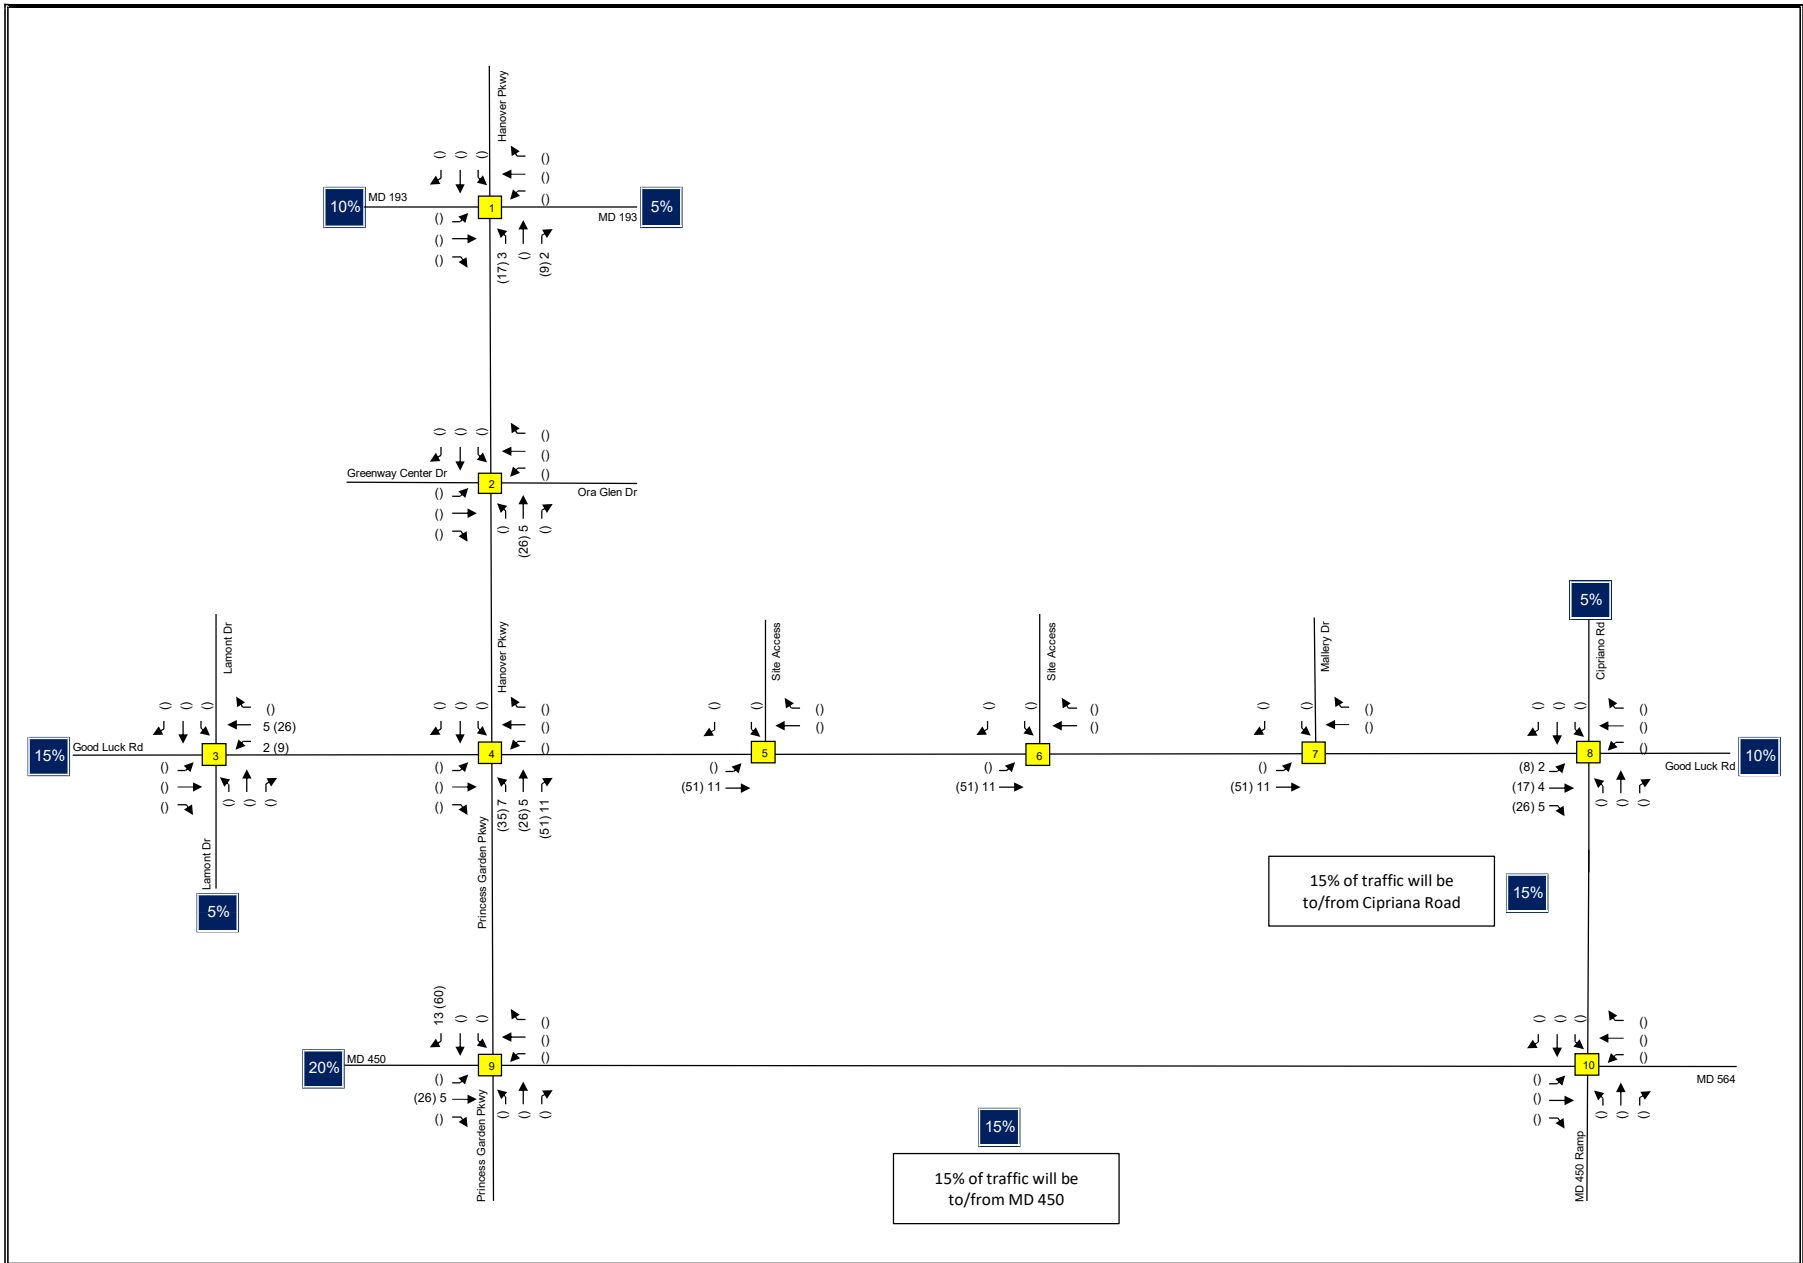 Hanover Pkwy
() () () ()
()
10% MD 193 () 5%
1
() MD 193
()
() (17) 3 () (9) 2
() () () ()
()
Greenway Center Dr ()
2
() Ora Glen Dr
()
() () (26) 5 ()
5%
Lamont Dr
Hanover Pkwy
Site Access
Site Access
Mallery Dr
Cipriano Rd
() () () ()
5 (26)
2 (9)
15% Good Luck Rd
3
()
()
() () () ()
Lamont Dr
5%
() () () ()
()
()
4
()
()
() (35) 7 (26) 5 (51) 11
Princess Garden Pkwy
() () ()
()
5
()
(51) 11
() () ()
()
6
()
(51) 11
() () ()
()
7
()
(51) 11
() () () ()
()
()
8
10%
Good Luck Rd
(8) 2
(17) 4
(26) 5 () () ()
15% of traffic will be
to/from Cipriana Road
15%
13 (60) () () ()
()
()
20% MD 450
9
()
(26) 5
() () () ()
Princess Garden Pkwy
() () () ()
()
()
10
MD 564
()
()
() () () ()
MD 450 Ramp
15%
15% of traffic will be
to/from MD 450